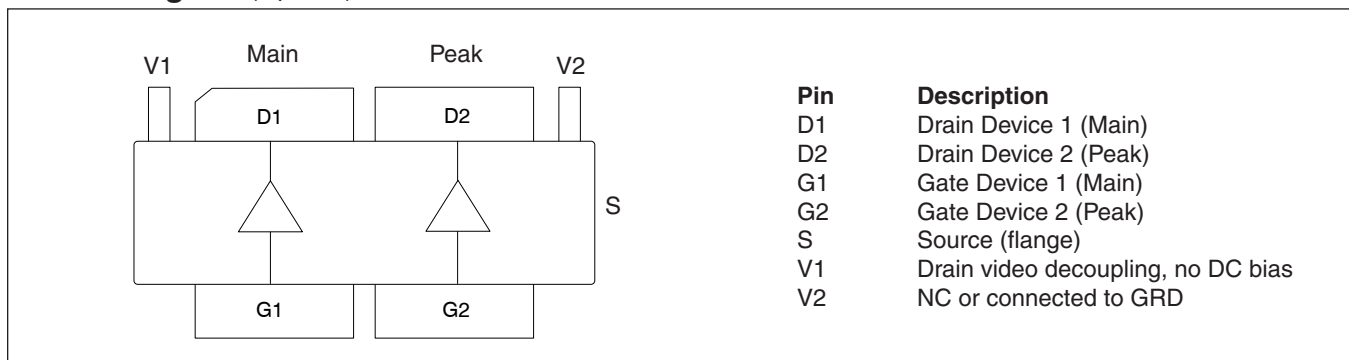 Main Peak
V1 V2
D1 D2
S
G1 G2
Pin Description
D1 Drain Device 1 (Main)
D2 Drain Device 2 (Peak)
G1 Gate Device 1 (Main)
G2 Gate Device 2 (Peak)
S Source (flange)
V1 Drain video decoupling, no DC bias
V2 NC or connected to GRD